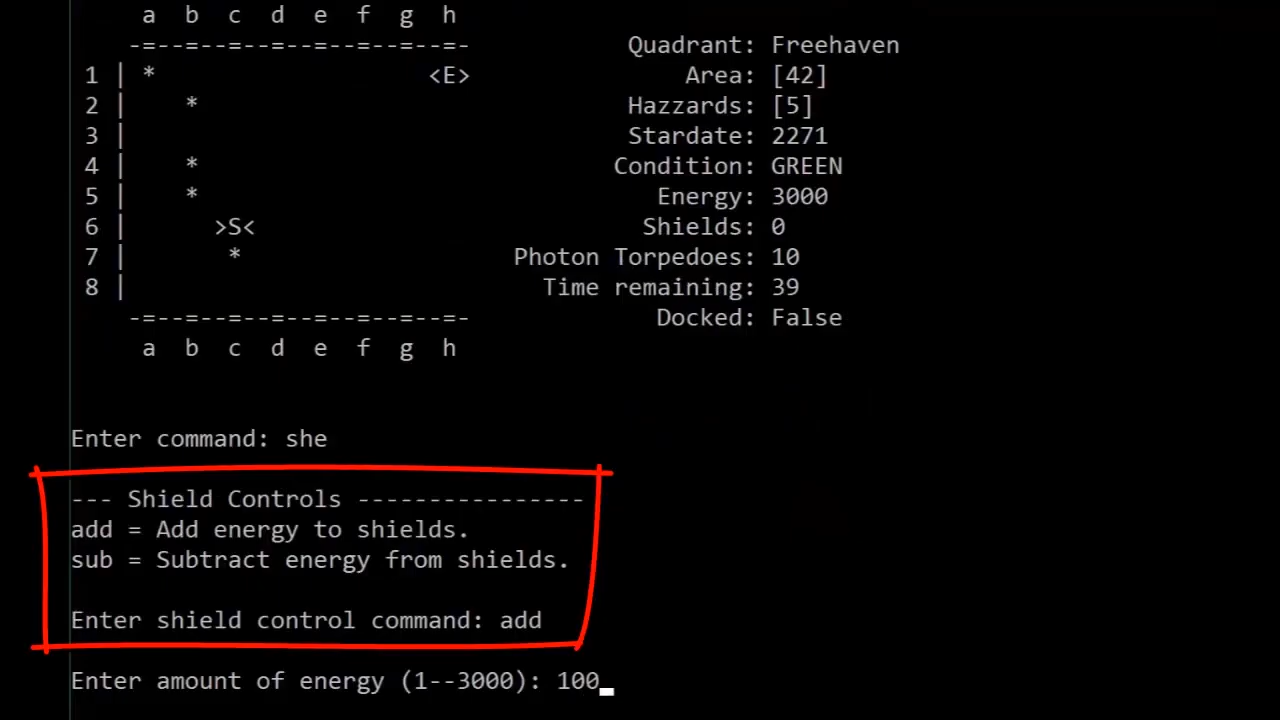 a b c d e f g h
-=--=--=--=--=--=--=--=- Quadrant: Freehaven
1 | * <E> Area: [42]
2 | * Hazzards: [5]
3 | Stardate: 2271
4 | * Condition: GREEN
5 | * Energy: 3000
6 | >S< Shields: 0
7 | * Photon Torpedoes: 10
8 | Time remaining: 39
-=--=--=--=--=--=--=--=- Docked: False
a b c d e f g h
Enter command: she
--- Shield Controls ----------------
add = Add energy to shields.
sub = Subtract energy from shields.
Enter shield control command: add
Enter amount of energy (1--3000): 100_